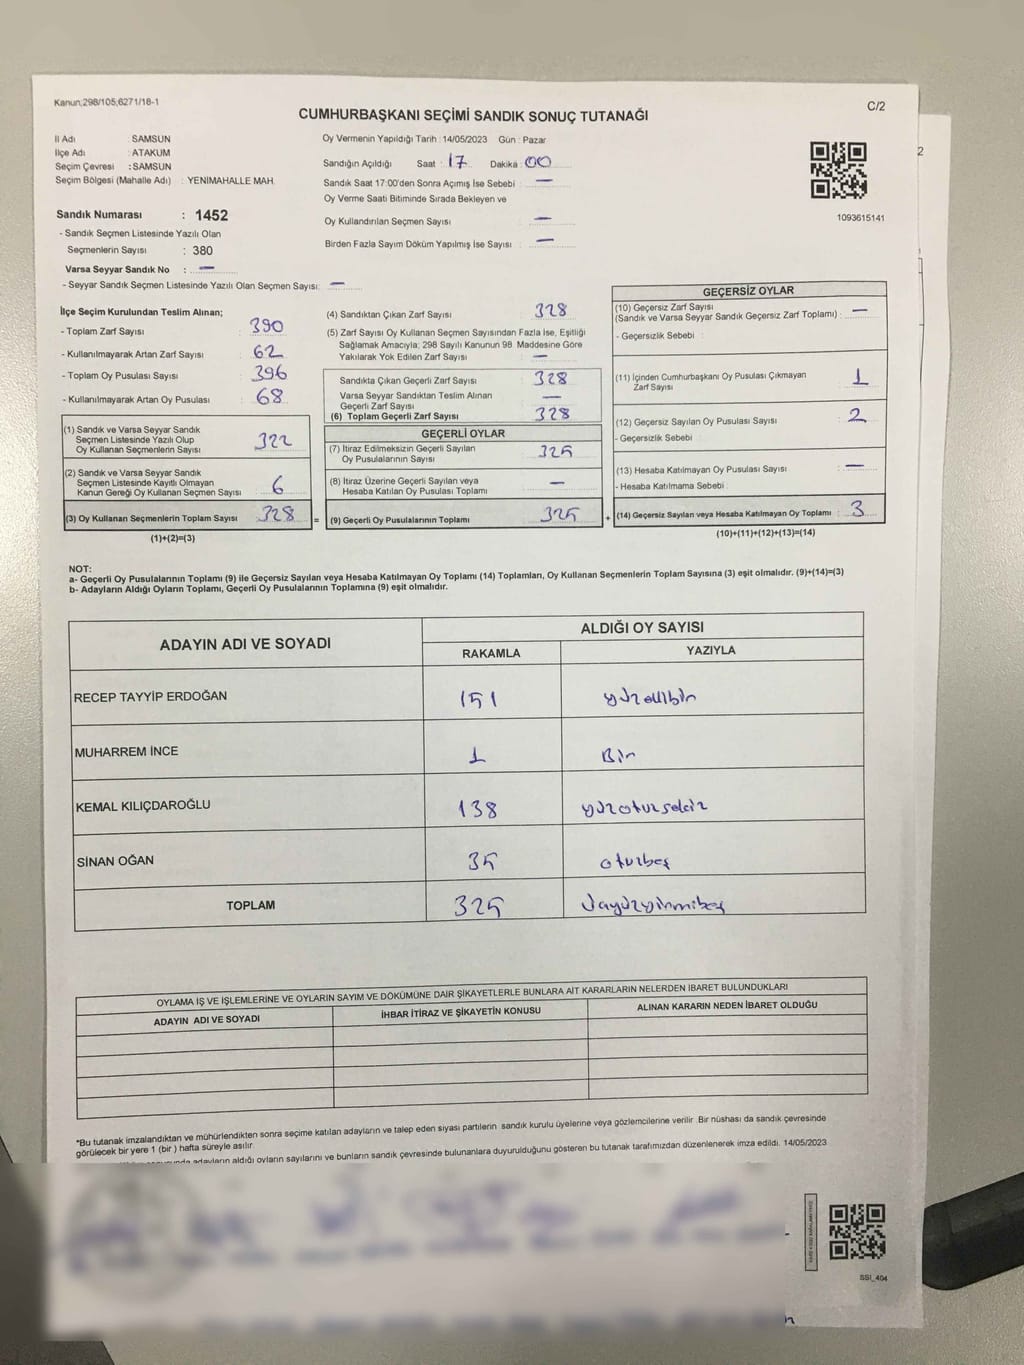 Kanun;298/105;6271/18-1
C/2
CUMHURBAŞKANI SEÇİMİ SANDIK SONUÇ TUTANAĞI
İl Adı : SAMSUN
İlçe Adı : ATAKUM
Seçim Çevresi : SAMSUN
Seçim Bölgesi (Mahalle Adı) : YENİMAHALLE MAH.
Sandık Numarası : 1452
- Sandık Seçmen Listesinde Yazılı Olan
Seçmenlerin Sayısı : 380
Varsa Seyyar Sandık No : —
- Seyyar Sandık Seçmen Listesinde Yazılı Olan Seçmen Sayısı: —
Oy Vermenin Yapıldığı Tarih : 14/05/2023 Gün : Pazar
Sandığın Açıldığı Saat : 17 Dakika : 00
Sandık Saat 17:00'den Sonra Açılmış İse Sebebi : —
Oy Verme Saati Bitiminde Sırada Bekleyen ve
Oy Kullandırılan Seçmen Sayısı : —
Birden Fazla Sayım Döküm Yapılmış İse Sayısı : —
1093615141
2
İlçe Seçim Kurulundan Teslim Alınan;
- Toplam Zarf Sayısı : 390
- Kullanılmayarak Artan Zarf Sayısı : 62
- Toplam Oy Pusulası Sayısı : 396
- Kullanılmayarak Artan Oy Pusulası : 68
(1) Sandık ve Varsa Seyyar Sandık
Seçmen Listesinde Yazılı Olup
Oy Kullanan Seçmenlerin Sayısı : 322
(2) Sandık ve Varsa Seyyar Sandık
Seçmen Listesinde Kayıtlı Olmayan
Kanun Gereği Oy Kullanan Seçmen Sayısı : 6
(3) Oy Kullanan Seçmenlerin Toplam Sayısı : 328
(1)+(2)=(3)
(4) Sandıktan Çıkan Zarf Sayısı : 328
(5) Zarf Sayısı Oy Kullanan Seçmen Sayısından Fazla İse, Eşitliği
Sağlamak Amacıyla; 298 Sayılı Kanunun 98. Maddesine Göre
Yakılarak Yok Edilen Zarf Sayısı : —
Sandıkta Çıkan Geçerli Zarf Sayısı : 328
Varsa Seyyar Sandıktan Teslim Alınan
Geçerli Zarf Sayısı : —
(6) Toplam Geçerli Zarf Sayısı : 328
GEÇERLİ OYLAR
(7) İtiraz Edilmeksizin Geçerli Sayılan
Oy Pusulalarının Sayısı : 325
(8) İtiraz Üzerine Geçerli Sayılan veya
Hesaba Katılan Oy Pusulası Toplamı : —
= (9) Geçerli Oy Pusulalarının Toplamı : 325
GEÇERSİZ OYLAR
(10) Geçersiz Zarf Sayısı
(Sandık ve Varsa Seyyar Sandık Geçersiz Zarf Toplamı) : —
- Geçersizlik Sebebi :
(11) İçinden Cumhurbaşkanı Oy Pusulası Çıkmayan
Zarf Sayısı : 1
(12) Geçersiz Sayılan Oy Pusulası Sayısı : 2
- Geçersizlik Sebebi :
(13) Hesaba Katılmayan Oy Pusulası Sayısı : —
- Hesaba Katılmama Sebebi :
+ (14) Geçersiz Sayılan veya Hesaba Katılmayan Oy Toplamı : 3
(10)+(11)+(12)+(13)=(14)
NOT:
a- Geçerli Oy Pusulalarının Toplamı (9) ile Geçersiz Sayılan veya Hesaba Katılmayan Oy Toplamı (14) Toplamları, Oy Kullanan Seçmenlerin Toplam Sayısına (3) eşit olmalıdır. (9)+(14)=(3)
b- Adayların Aldığı Oyların Toplamı, Geçerli Oy Pusulalarının Toplamına (9) eşit olmalıdır.
ADAYIN ADI VE SOYADI ALDIĞI OY SAYISI
RAKAMLA YAZIYLA
RECEP TAYYİP ERDOĞAN 151 yüzellibir
MUHARREM İNCE 1 Bir
KEMAL KILIÇDAROĞLU 138 yüzotuzsekiz
SİNAN OĞAN 35 otuzbeş
TOPLAM 325 üçyüzyirmibeş
OYLAMA İŞ VE İŞLEMLERİNE VE OYLARIN SAYIM VE DÖKÜMÜNE DAİR ŞİKAYETLERLE BUNLARA AİT KARARLARIN NELERDEN İBARET BULUNDUKLARI
ADAYIN ADI VE SOYADI İHBAR İTİRAZ VE ŞİKAYETİN KONUSU ALINAN KARARIN NEDEN İBARET OLDUĞU
*Bu tutanak imzalandıktan ve mühürlendikten sonra seçime katılan adayların ve talep eden siyasi partilerin sandık kurulu üyelerine veya gözlemcilerine verilir. Bir nüshası da sandık çevresinde
görülecek bir yere 1 (bir ) hafta süreyle asılır.
adayların aldığı oyların sayılarını ve bunların sandık çevresinde bulunanlara duyurulduğunu gösteren bu tutanak tarafımızdan düzenlenerek imza edildi. 14/05/2023
SSI_404